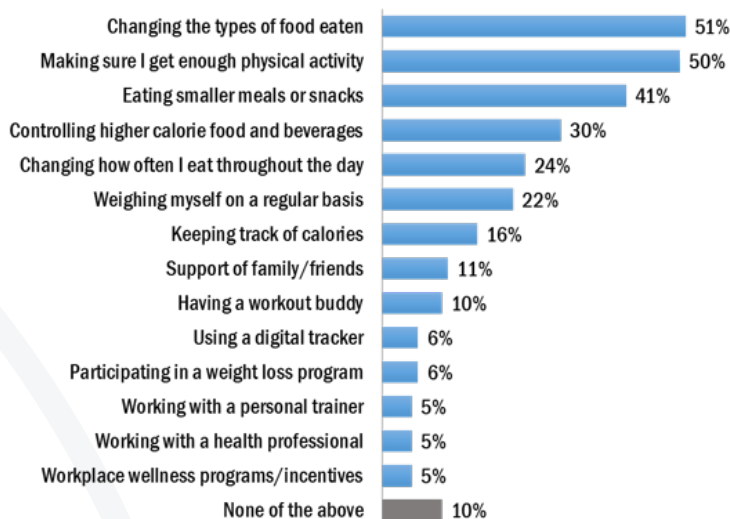 Changing the types of food eaten 51%
Making sure I get enough physical activity 50%
Eating smaller meals or snacks 41%
Controlling higher calorie food and beverages 30%
Changing how often I eat throughout the day 24%
Weighing myself on a regular basis 22%
Keeping track of calories 16%
Support of family/friends 11%
Having a workout buddy 10%
Using a digital tracker 6%
Participating in a weight loss program 6%
Working with a personal trainer 5%
Working with a health professional 5%
Workplace wellness programs/incentives 5%
None of the above 10%